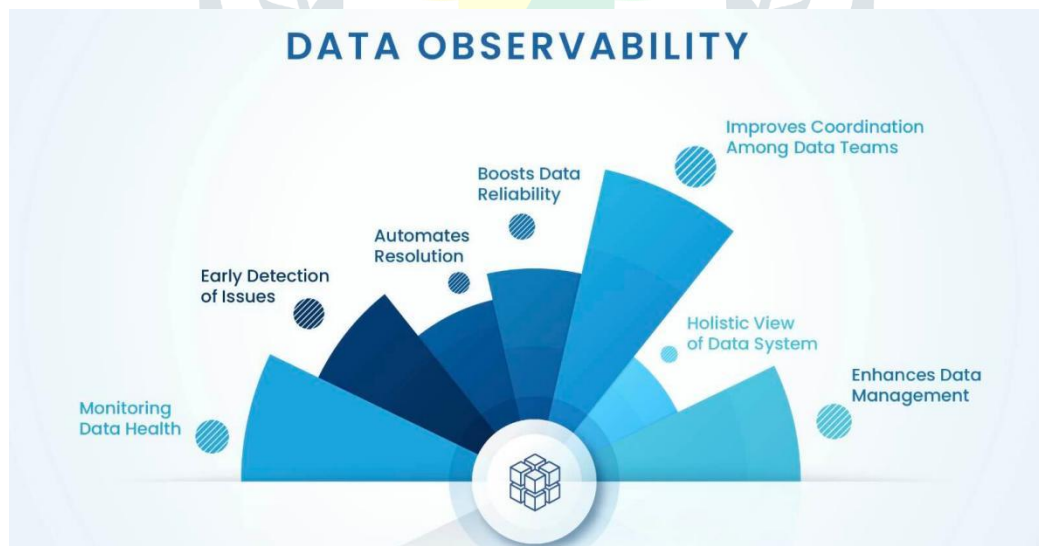 DATA OBSERVABILITY
Improves Coordination
Among Data Teams
Boosts Data
Reliability
Automates
Resolution
Early Detection
of Issues
Holistic View
of Data System
Enhances Data
Management
Monitoring
Data Health